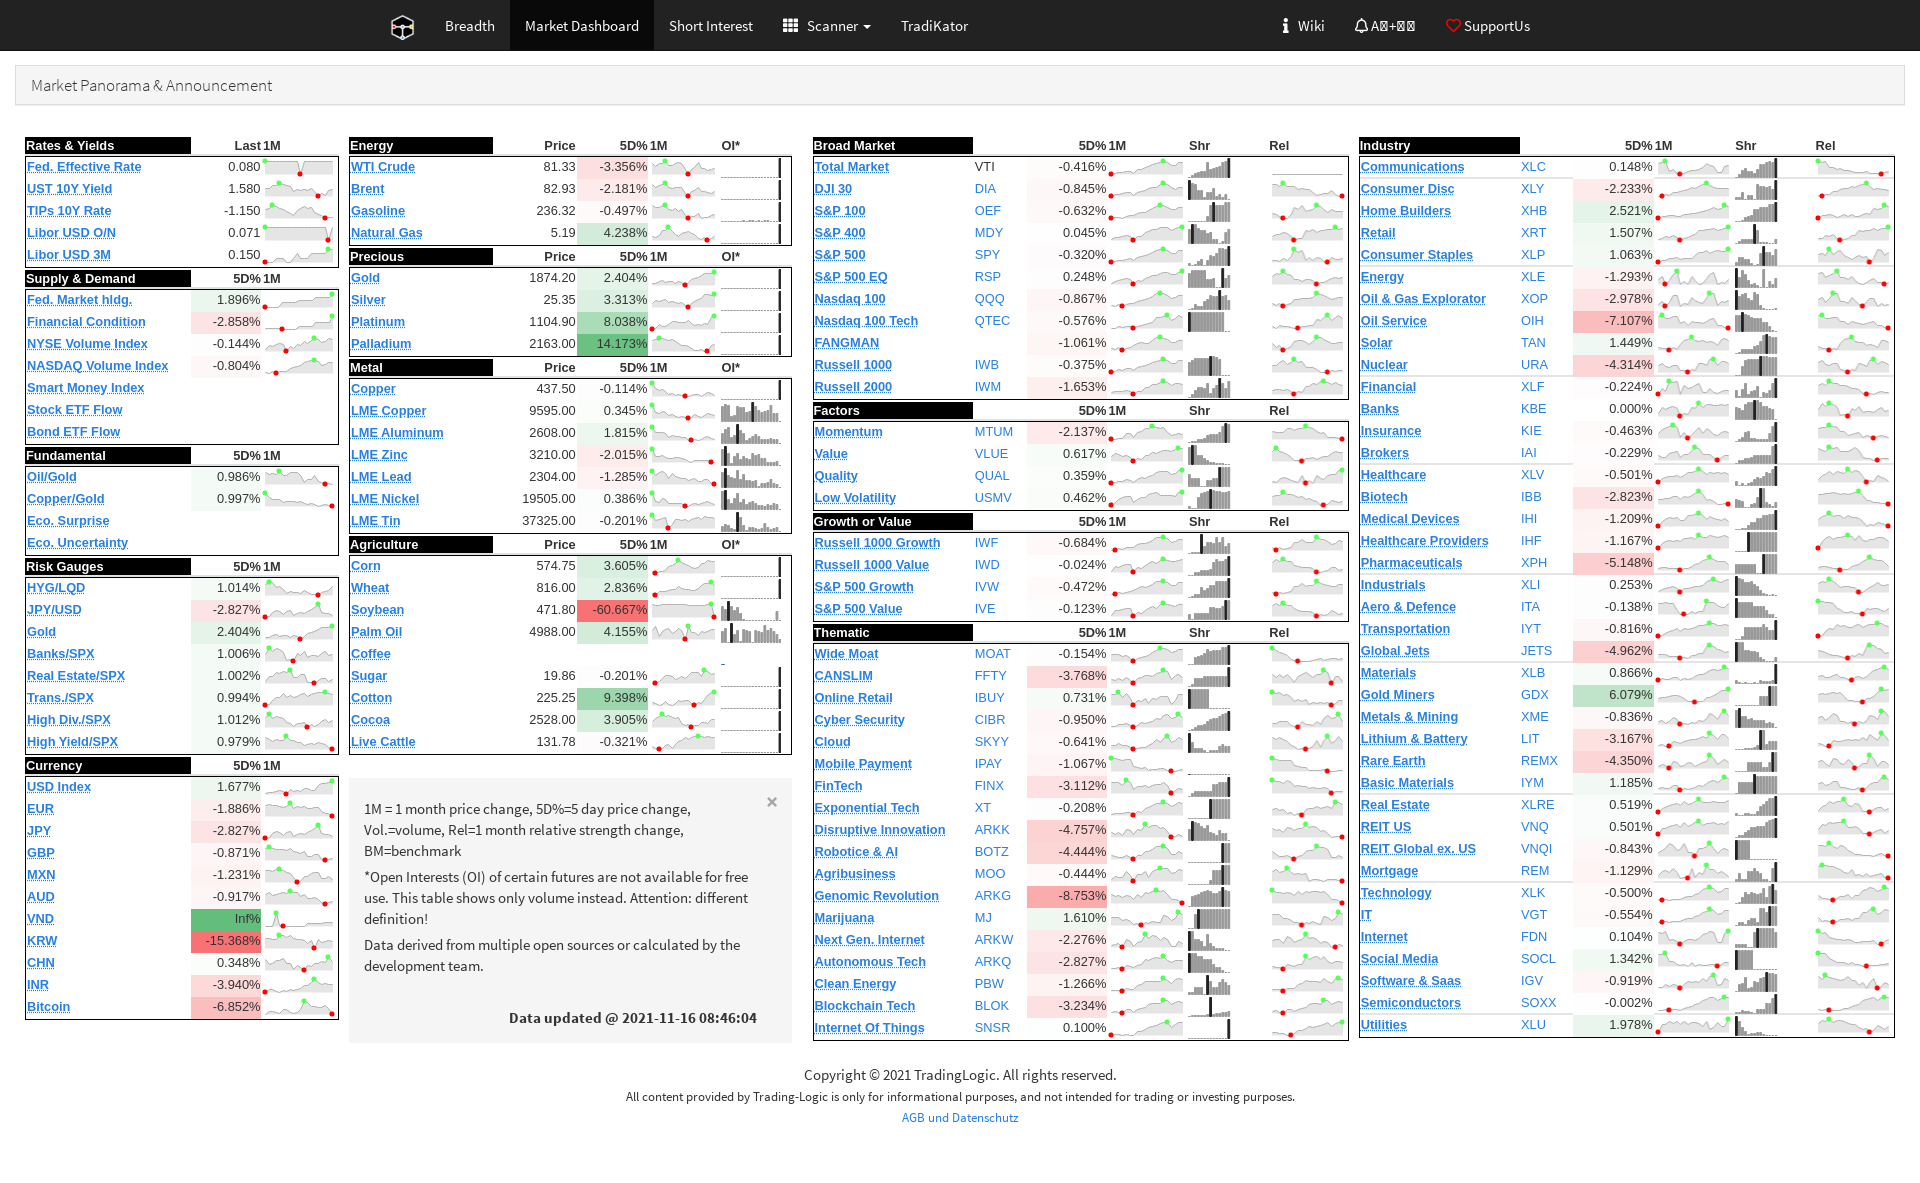 Breadth Market Dashboard Short Interest Scanner TradiKator Wiki SupportUs
Market Panorama & Announcement
Rates & Yields Last 1M
Fed. Effective Rate 0.080
UST 10Y Yield 1.580
TIPs 10Y Rate -1.150
Libor USD O/N 0.071
Libor USD 3M 0.150
Supply & Demand 5D% 1M
Fed. Market hldg. 1.896%
Financial Condition -2.858%
NYSE Volume Index -0.144%
NASDAQ Volume Index -0.804%
Smart Money Index
Stock ETF Flow
Bond ETF Flow
Fundamental 5D% 1M
Oil/Gold 0.986%
Copper/Gold 0.997%
Eco. Surprise
Eco. Uncertainty
Risk Gauges 5D% 1M
HYG/LQD 1.014%
JPY/USD -2.827%
Gold 2.404%
Banks/SPX 1.006%
Real Estate/SPX 1.002%
Trans./SPX 0.994%
High Div./SPX 1.012%
High Yield/SPX 0.979%
Currency 5D% 1M
USD Index 1.677%
EUR -1.886%
JPY -2.827%
GBP -0.871%
MXN -1.231%
AUD -0.917%
VND Inf%
KRW -15.368%
CHN 0.348%
INR -3.940%
Bitcoin -6.852%
Energy Price 5D% 1M OI*
WTI Crude 81.33 -3.356%
Brent 82.93 -2.181%
Gasoline 236.32 -0.497%
Natural Gas 5.19 4.238%
Precious Price 5D% 1M OI*
Gold 1874.20 2.404%
Silver 25.35 3.313%
Platinum 1104.90 8.038%
Palladium 2163.00 14.173%
Metal Price 5D% 1M OI*
Copper 437.50 -0.114%
LME Copper 9595.00 0.345%
LME Aluminum 2608.00 1.815%
LME Zinc 3210.00 -2.015%
LME Lead 2304.00 -1.285%
LME Nickel 19505.00 0.386%
LME Tin 37325.00 -0.201%
Agriculture Price 5D% 1M OI*
Corn 574.75 3.605%
Wheat 816.00 2.836%
Soybean 471.80 -60.667%
Palm Oil 4988.00 4.155%
Coffee -
Sugar 19.86 -0.201%
Cotton 225.25 9.398%
Cocoa 2528.00 3.905%
Live Cattle 131.78 -0.321%
×
1M = 1 month price change, 5D%=5 day price change,
Vol.=volume, Rel=1 month relative strength change,
BM=benchmark
*Open Interests (OI) of certain futures are not available for free
use. This table shows only volume instead. Attention: different
definition!
Data derived from multiple open sources or calculated by the
development team.
Data updated @ 2021-11-16 08:46:04
Broad Market 5D% 1M Shr Rel
Total Market VTI -0.416%
DJI 30 DIA -0.845%
S&P 100 OEF -0.632%
S&P 400 MDY 0.045%
S&P 500 SPY -0.320%
S&P 500 EQ RSP 0.248%
Nasdaq 100 QQQ -0.867%
Nasdaq 100 Tech QTEC -0.576%
FANGMAN -1.061%
Russell 1000 IWB -0.375%
Russell 2000 IWM -1.653%
Factors 5D% 1M Shr Rel
Momentum MTUM -2.137%
Value VLUE 0.617%
Quality QUAL 0.359%
Low Volatility USMV 0.462%
Growth or Value 5D% 1M Shr Rel
Russell 1000 Growth IWF -0.684%
Russell 1000 Value IWD -0.024%
S&P 500 Growth IVW -0.472%
S&P 500 Value IVE -0.123%
Thematic 5D% 1M Shr Rel
Wide Moat MOAT -0.154%
CANSLIM FFTY -3.768%
Online Retail IBUY 0.731%
Cyber Security CIBR -0.950%
Cloud SKYY -0.641%
Mobile Payment IPAY -1.067%
FinTech FINX -3.112%
Exponential Tech XT -0.208%
Disruptive Innovation ARKK -4.757%
Robotice & AI BOTZ -4.444%
Agribusiness MOO -0.444%
Genomic Revolution ARKG -8.753%
Marijuana MJ 1.610%
Next Gen. Internet ARKW -2.276%
Autonomous Tech ARKQ -2.827%
Clean Energy PBW -1.266%
Blockchain Tech BLOK -3.234%
Internet Of Things SNSR 0.100%
Industry 5D% 1M Shr Rel
Communications XLC 0.148%
Consumer Disc XLY -2.233%
Home Builders XHB 2.521%
Retail XRT 1.507%
Consumer Staples XLP 1.063%
Energy XLE -1.293%
Oil & Gas Explorator XOP -2.978%
Oil Service OIH -7.107%
Solar TAN 1.449%
Nuclear URA -4.314%
Financial XLF -0.224%
Banks KBE 0.000%
Insurance KIE -0.463%
Brokers IAI -0.229%
Healthcare XLV -0.501%
Biotech IBB -2.823%
Medical Devices IHI -1.209%
Healthcare Providers IHF -1.167%
Pharmaceuticals XPH -5.148%
Industrials XLI 0.253%
Aero & Defence ITA -0.138%
Transportation IYT -0.816%
Global Jets JETS -4.962%
Materials XLB 0.866%
Gold Miners GDX 6.079%
Metals & Mining XME -0.836%
Lithium & Battery LIT -3.167%
Rare Earth REMX -4.350%
Basic Materials IYM 1.185%
Real Estate XLRE 0.519%
REIT US VNQ 0.501%
REIT Global ex. US VNQI -0.843%
Mortgage REM -1.129%
Technology XLK -0.500%
IT VGT -0.554%
Internet FDN 0.104%
Social Media SOCL 1.342%
Software & Saas IGV -0.919%
Semiconductors SOXX -0.002%
Utilities XLU 1.978%
Copyright © 2021 TradingLogic. All rights reserved.
All content provided by Trading-Logic is only for informational purposes, and not intended for trading or investing purposes.
AGB und Datenschutz